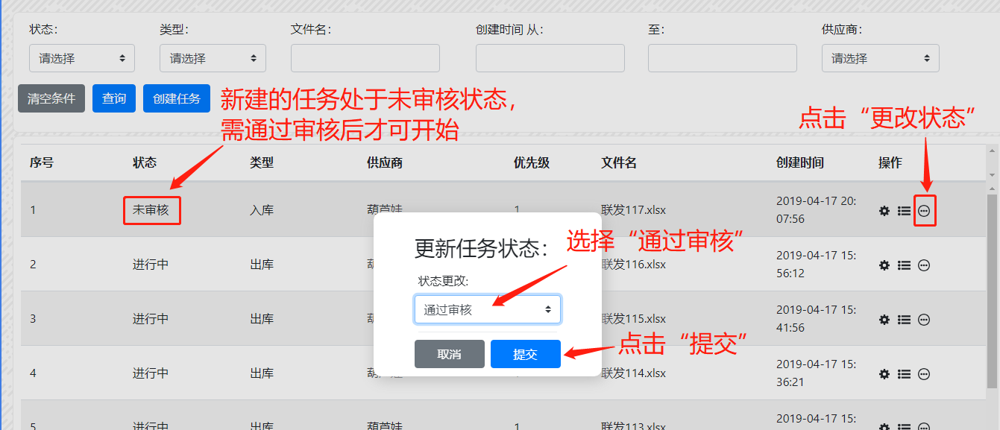 状态： 类型： 文件名： 创建时间 从： 至： 供应商：
请选择 请选择 请选择
清空条件 查询 创建任务
新建的任务处于未审核状态，
需通过审核后才可开始
点击“更改状态”
序号 状态 类型 供应商 优先级 文件名 创建时间 操作
1 未审核 入库 葫芦娃 1 联发117.xlsx 2019-04-17 20:
07:56
更新任务状态：
选择“通过审核”
2 进行中 出库 联发116.xlsx 2019-04-17 15:
56:12
状态更改:
通过审核
3 进行中 出库 联发115.xlsx 2019-04-17 15:
41:56
点击“提交”
取消 提交
4 进行中 出库 联发114.xlsx 2019-04-17 15:
36:21
5 进行中 出库 葫芦娃 1 联发113.xlsx 2019-04-17 15: